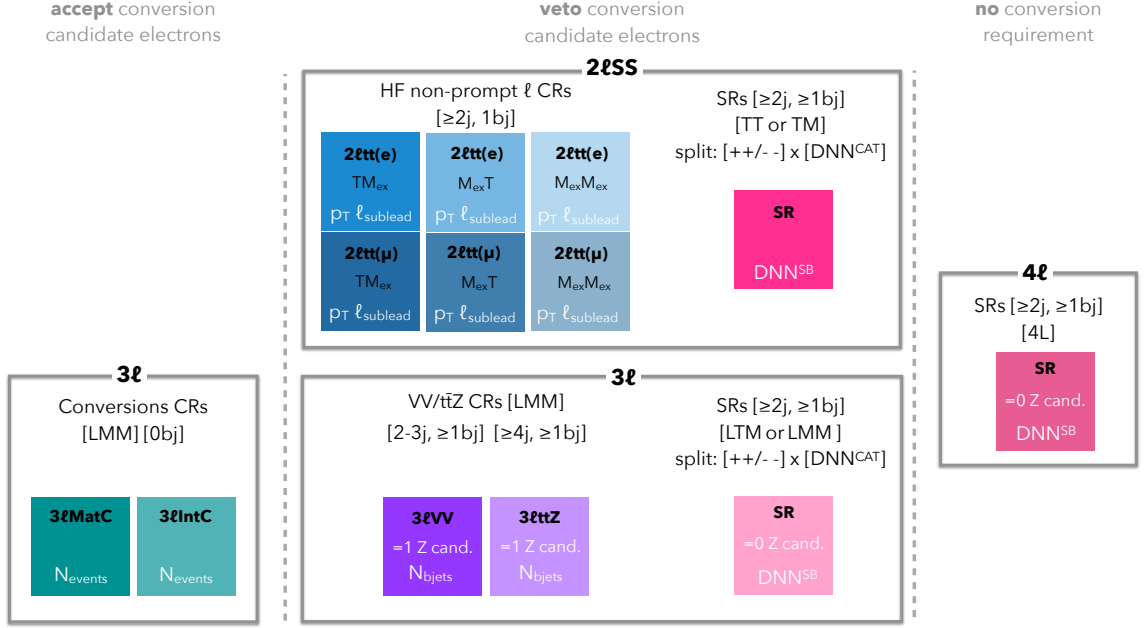 accept conversion
candidate electrons
veto conversion
candidate electrons
no conversion
requirement
2ℓSS
HF non-prompt ℓ CRs
[≥2j, 1bj]
2ℓtt(e)
TMex
pT ℓsublead
2ℓtt(e)
MexT
pT ℓsublead
2ℓtt(e)
MexMex
pT ℓsublead
2ℓtt(μ)
TMex
pT ℓsublead
2ℓtt(μ)
MexT
pT ℓsublead
2ℓtt(μ)
MexMex
pT ℓsublead
SRs [≥2j, ≥1bj]
[TT or TM]
split: [++/- -] x [DNNCAT]
SR
DNNSB
3ℓ
Conversions CRs
[LMM] [0bj]
3ℓMatC
Nevents
3ℓIntC
Nevents
3ℓ
VV/tt̄Z CRs [LMM]
[2-3j, ≥1bj] [≥4j, ≥1bj]
3ℓVV
=1 Z cand.
Nbjets
3ℓttZ
=1 Z cand.
Nbjets
SRs [≥2j, ≥1bj]
[LTM or LMM ]
split: [++/- -] x [DNNCAT]
SR
=0 Z cand.
DNNSB
4ℓ
SRs [≥2j, ≥1bj]
[4L]
SR
=0 Z cand.
DNNSB